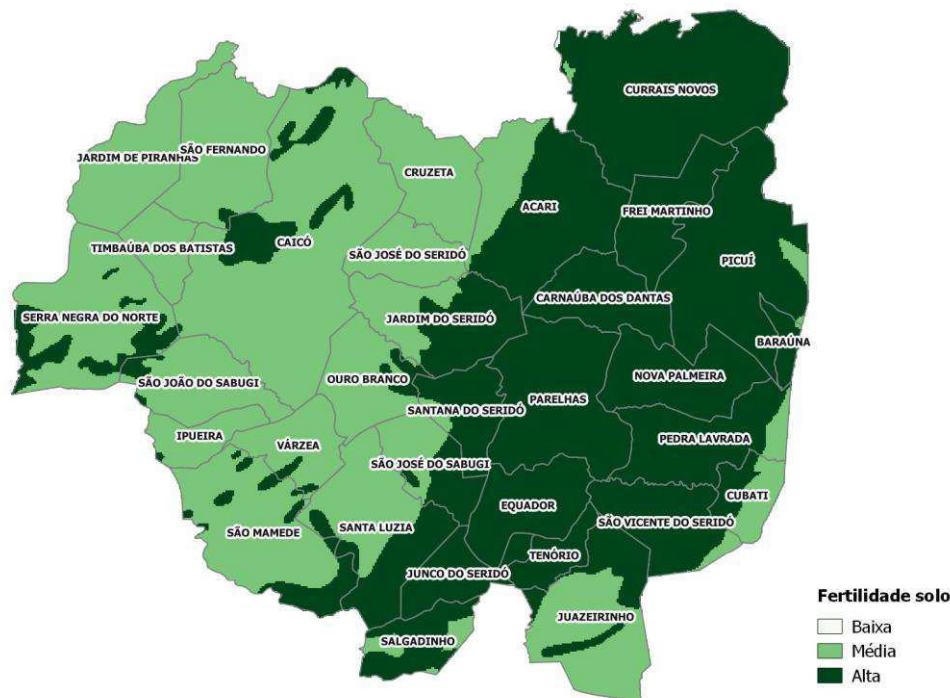 CURRAIS NOVOS
JARDIM DE PIRANHAS
SÃO FERNANDO
CRUZETA
ACARI
FREI MARTINHO
TIMBAÚBA DOS BATISTAS
CAICÓ
SÃO JOSÉ DO SERIDÓ
PICUÍ
CARNAÚBA DOS DANTAS
SERRA NEGRA DO NORTE
JARDIM DO SERIDÓ
BARAÚNA
SÃO JOÃO DO SABUGI
OURO BRANCO
NOVA PALMEIRA
PARELHAS
SANTANA DO SERIDÓ
IPUEIRA
VÁRZEA
PEDRA LAVRADA
SÃO JOSÉ DO SABUGI
CUBATI
EQUADOR
SÃO VICENTE DO SERIDÓ
SÃO MAMEDE
SANTA LUZIA
TENÓRIO
JUNCO DO SERIDÓ
JUAZEIRINHO
SALGADINHO
Fertilidade solo
Baixa
Média
Alta